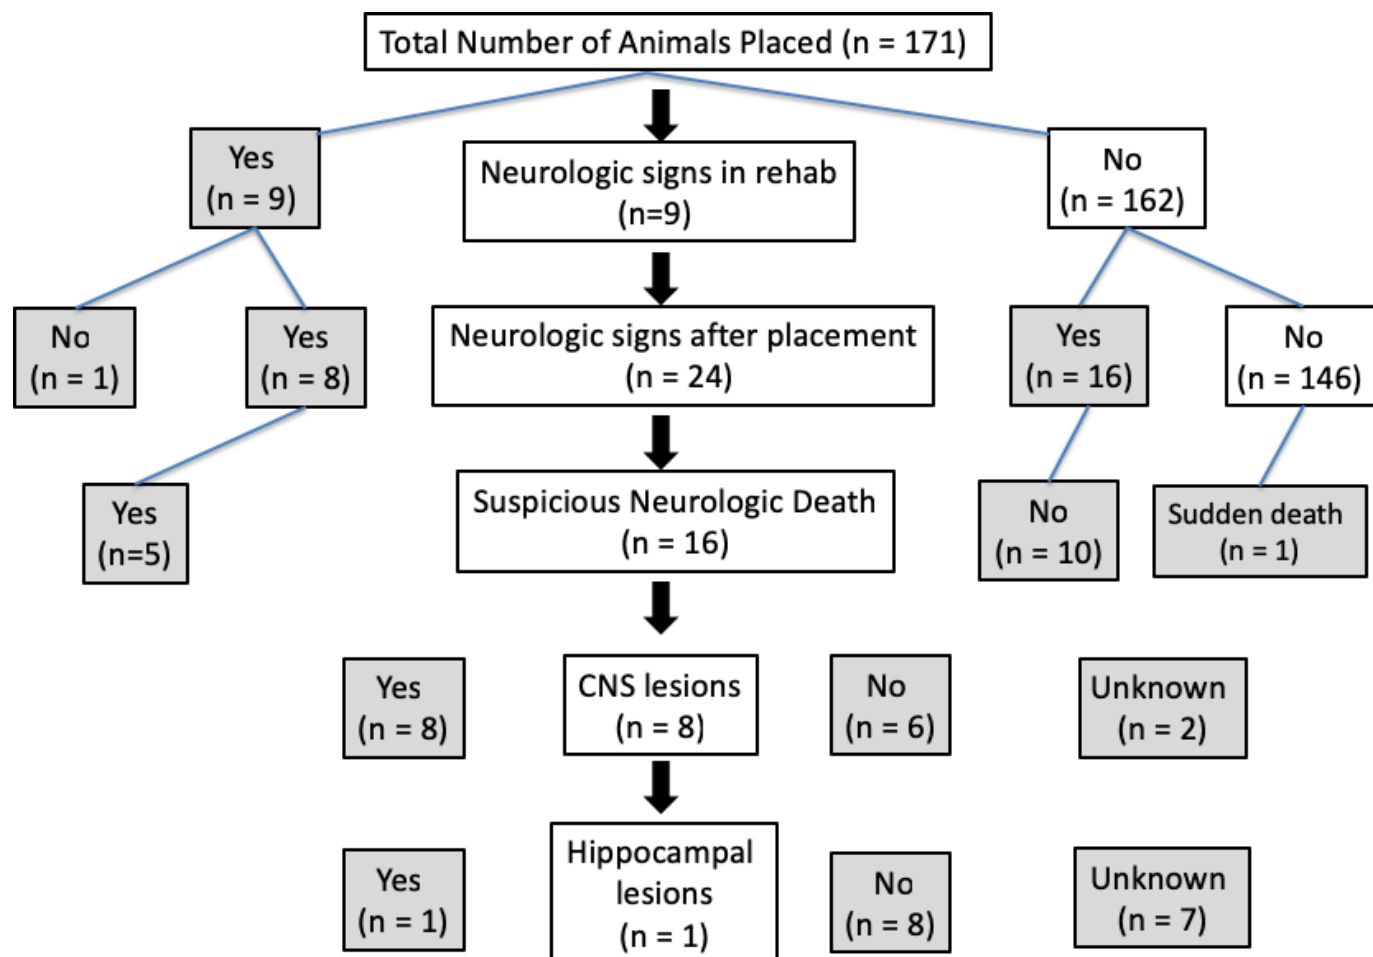 Total Number of Animals Placed (n = 171)
Yes
(n = 9)
Neurologic signs in rehab
(n=9)
No
(n = 162)
No
(n = 1)
Yes
(n = 8)
Neurologic signs after placement
(n = 24)
Yes
(n = 16)
No
(n = 146)
Yes
(n=5)
Suspicious Neurologic Death
(n = 16)
No
(n = 10)
Sudden death
(n = 1)
Yes
(n = 8)
CNS lesions
(n = 8)
No
(n = 6)
Unknown
(n = 2)
Yes
(n = 1)
Hippocampal
lesions
(n = 1)
No
(n = 8)
Unknown
(n = 7)